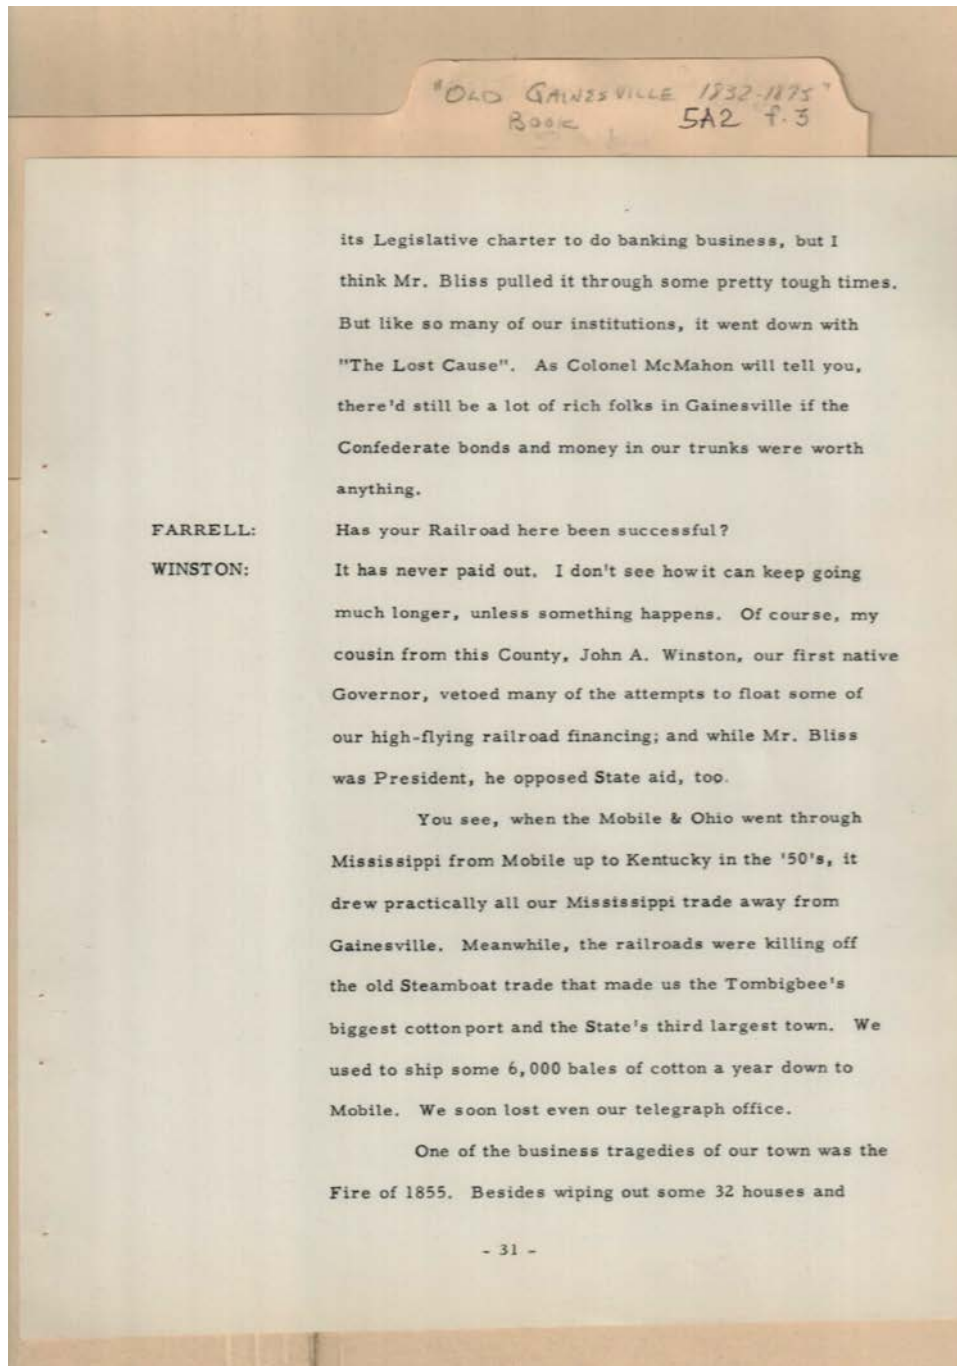 "OLD GAINESVILLE 1832-1875"
BOOK 5A2 f.3
its Legislative charter to do banking business, but I
think Mr. Bliss pulled it through some pretty tough times.
But like so many of our institutions, it went down with
"The Lost Cause". As Colonel McMahon will tell you,
there'd still be a lot of rich folks in Gainesville if the
Confederate bonds and money in our trunks were worth
anything.
FARRELL: Has your Railroad here been successful?
WINSTON: It has never paid out. I don't see how it can keep going
much longer, unless something happens. Of course, my
cousin from this County, John A. Winston, our first native
Governor, vetoed many of the attempts to float some of
our high-flying railroad financing; and while Mr. Bliss
was President, he opposed State aid, too.
You see, when the Mobile & Ohio went through
Mississippi from Mobile up to Kentucky in the '50's, it
drew practically all our Mississippi trade away from
Gainesville. Meanwhile, the railroads were killing off
the old Steamboat trade that made us the Tombigbee's
biggest cotton port and the State's third largest town. We
used to ship some 6,000 bales of cotton a year down to
Mobile. We soon lost even our telegraph office.
One of the business tragedies of our town was the
Fire of 1855. Besides wiping out some 32 houses and
- 31 -